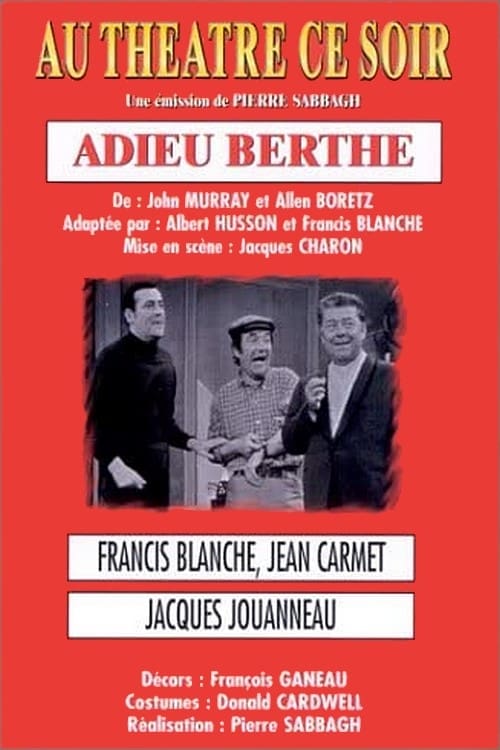 AU THEATRE CE SOIR
Une émission de PIERRE SABBAGH
ADIEU BERTHE
De : John MURRAY et Allen BORETZ
Adaptée par : Albert HUSSON et Francis BLANCHE
Mise en scène : Jacques CHARON
FRANCIS BLANCHE, JEAN CARMET
JACQUES JOUANNEAU
Décors : François GANEAU
Costumes : Donald CARDWELL
Réalisation : Pierre SABBAGH